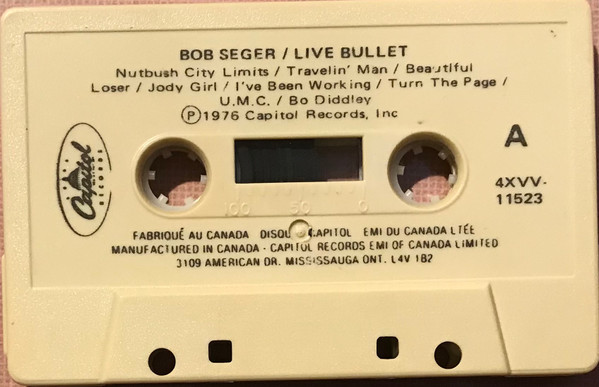 BOB SEGER / LIVE BULLET
Nutbush City Limits / Travelin' Man / Beautiful
Loser / Jody Girl / I've Been Working / Turn The Page /
U.M.C. / Bo Diddley
Ⓟ1976 Capitol Records, Inc
Capitol
RECORDS
A
4XVV-
11523
100 50 0
FABRIQUÉ AU CANADA CAPITOL EMI DU CANADA LTÉE
MANUFACTURED IN CANADA · CAPITOL RECORDS EMI OF CANADA LIMITED
3109 AMERICAN DR. MISSISSAUGA ONT. L4V 1B2